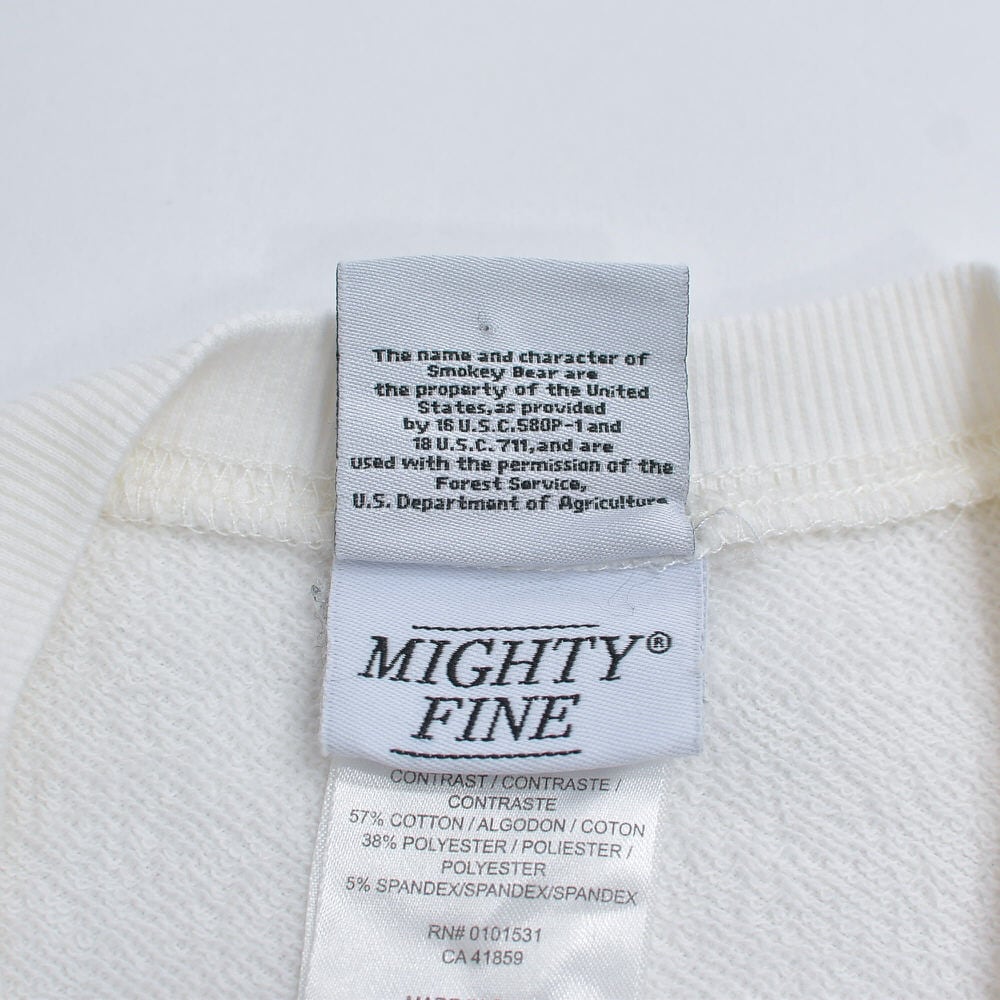 The name and character of
Smokey Bear are
the property of the United
States,as provided
by 16 U.S.C.580P-1 and
18 U.S.C.711,and are
used with the permission of the
Forest Service,
U.S. Department of Agriculture
MIGHTY®
FINE
CONTRAST / CONTRASTE /
CONTRASTE
57% COTTON / ALGODON / COTON
38% POLYESTER / POLIESTER /
POLYESTER
5% SPANDEX/SPANDEX/SPANDEX
RN# 0101531
CA 41859